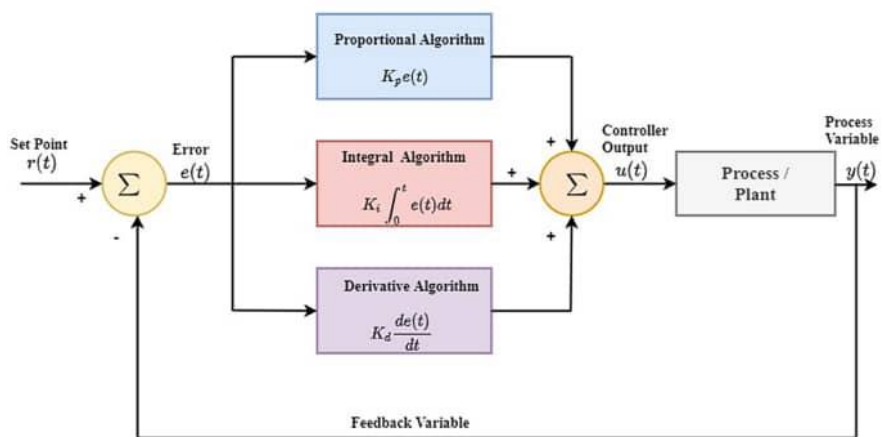 Proportional Algorithm
K_p e(t)
Set Point
r(t)
+
-
Σ
Error
e(t)
Integral Algorithm
K_i ∫_0^t e(t)dt
Derivative Algorithm
K_d de(t)/dt
+
+
+
Σ
Controller
Output
u(t)
Process /
Plant
Process
Variable
y(t)
Feedback Variable